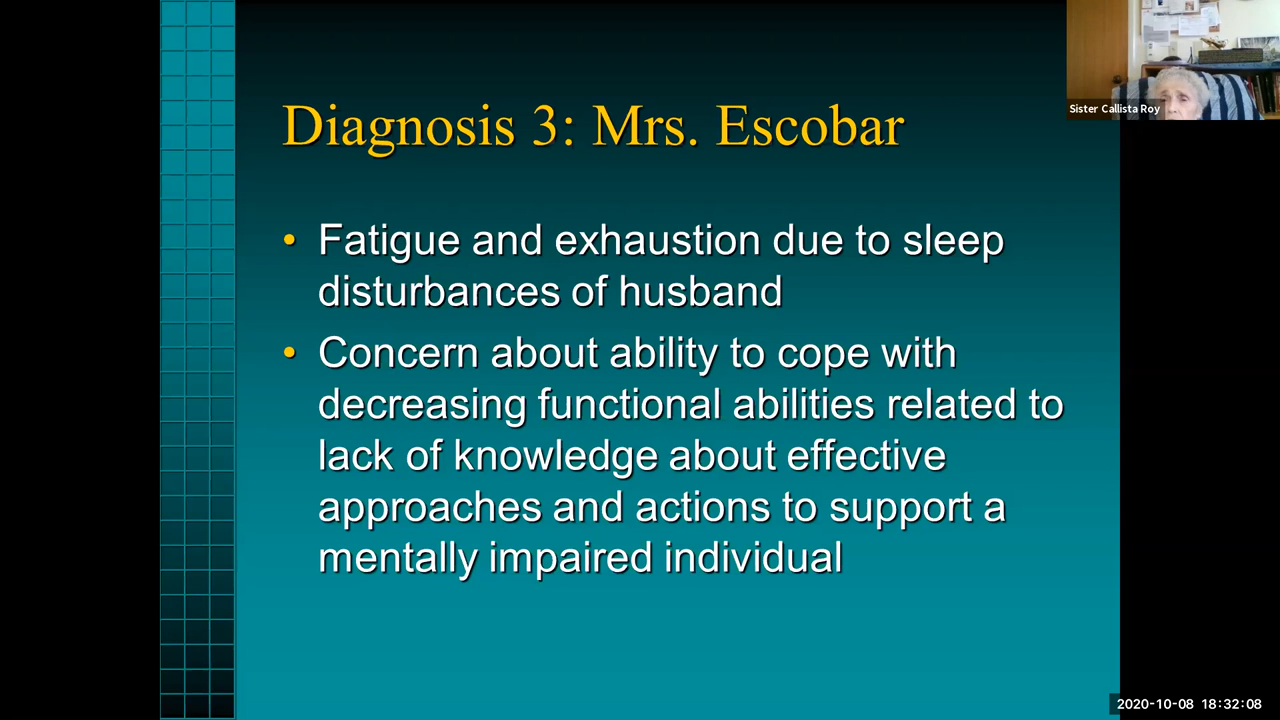 Diagnosis 3: Mrs. Escobar
Sister Callista Roy
• Fatigue and exhaustion due to sleep
disturbances of husband
• Concern about ability to cope with
decreasing functional abilities related to
lack of knowledge about effective
approaches and actions to support a
mentally impaired individual
2020-10-08 18:32:08